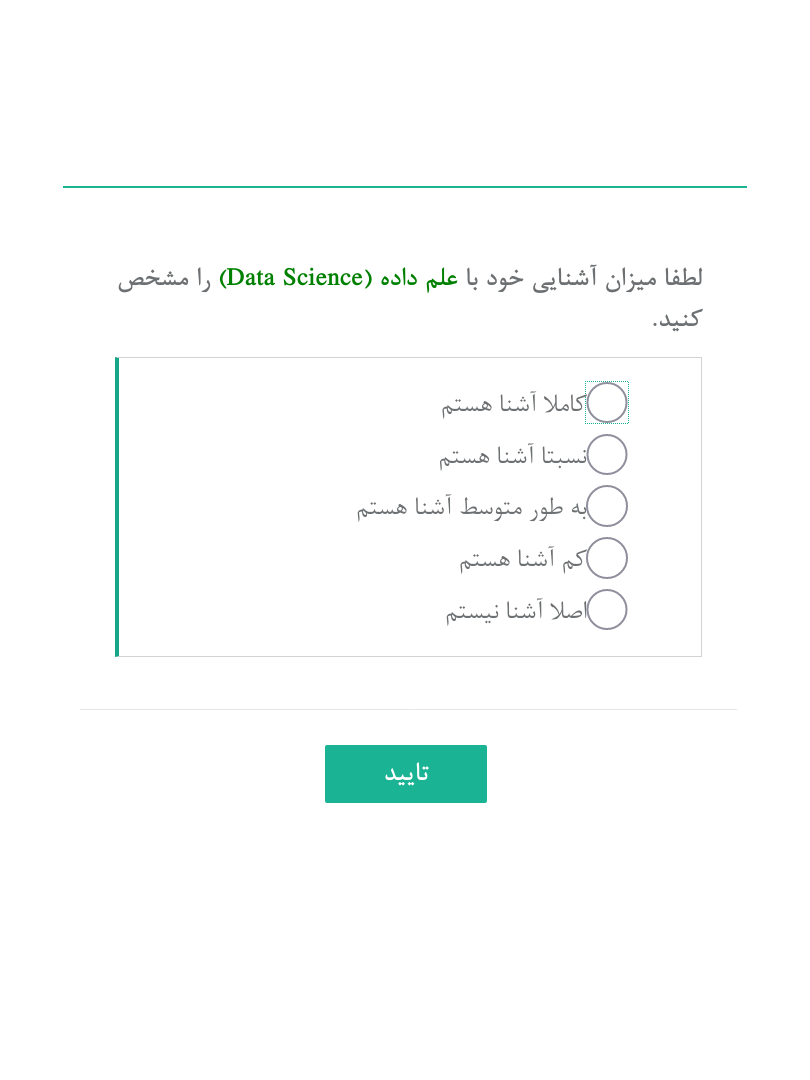 لطفا میزان آشنایی خود با علم داده (Data Science) را مشخص
کنید.
کاملا آشنا هستم
نسبتا آشنا هستم
به طور متوسط آشنا هستم
کم آشنا هستم
اصلا آشنا نیستم
تایید